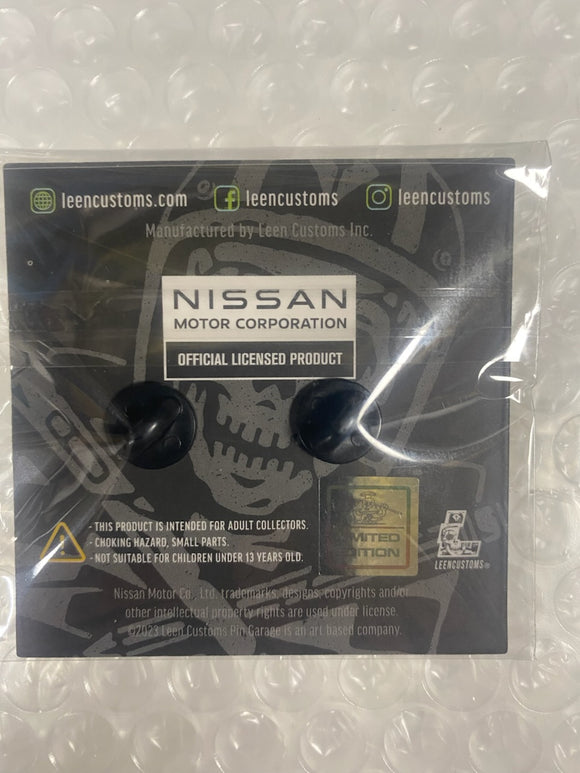 leencustoms.com
leencustoms
leencustoms
Manufactured by Leen Customs Inc.
NISSAN
MOTOR CORPORATION
OFFICIAL LICENSED PRODUCT
- THIS PRODUCT IS INTENDED FOR ADULT COLLECTORS.
- CHOKING HAZARD, SMALL PARTS.
- NOT SUITABLE FOR CHILDREN UNDER 13 YEARS OLD.
LIMITED
EDITION
LEENCUSTOMS®
Nissan Motor Co., Ltd. trademarks, designs, copyrights and/or
other intellectual property rights are used under license.
©2023 Leen Customs Pin Garage is an art based company.